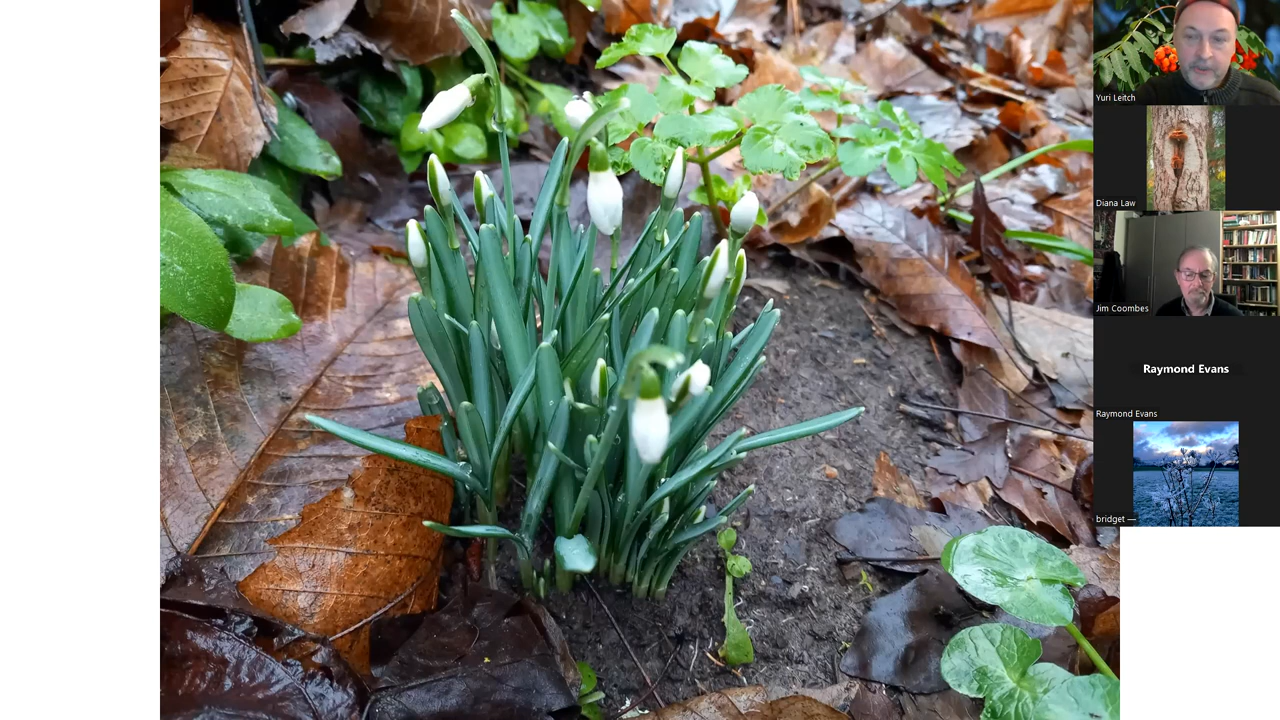 Yuri Leitch
Diana Law
Jim Coombes
Raymond Evans
Raymond Evans
bridget —